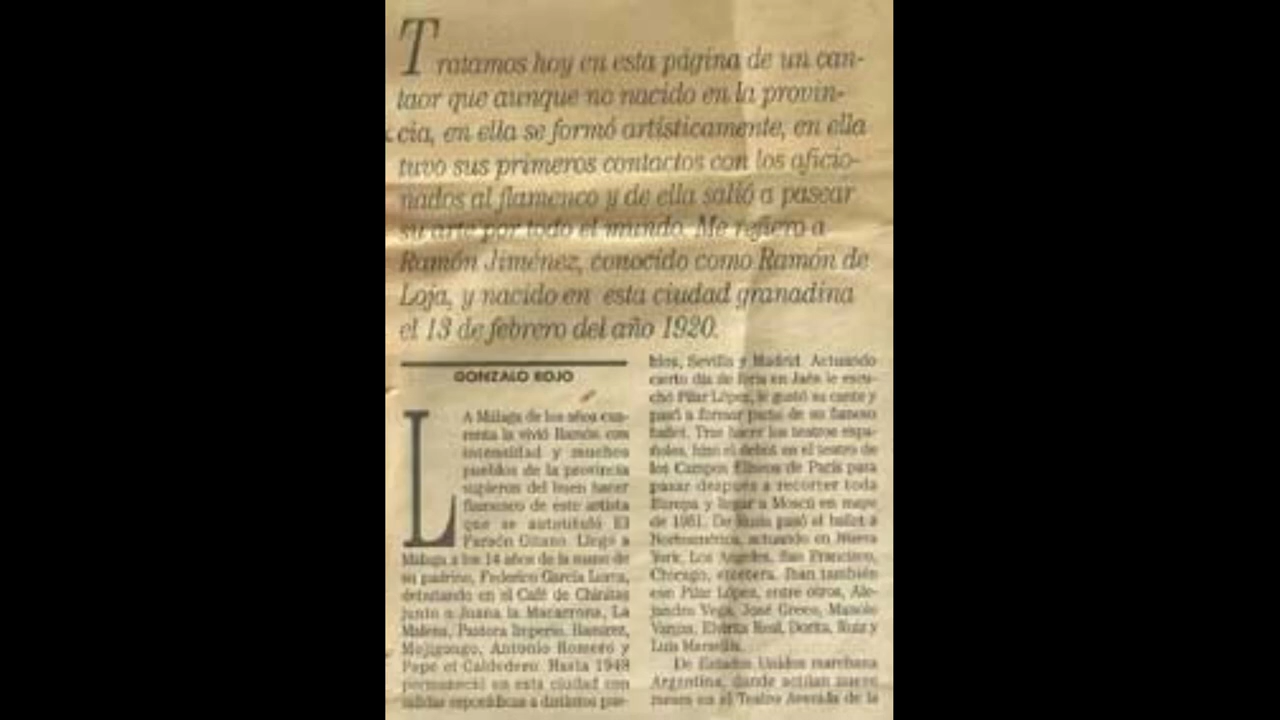 Tratamos hoy en esta página de un can-
taor que aunque no nacido en la provin-
cia, en ella se formó artísticamente, en ella
tuvo sus primeros contactos con los aficio-
nados al flamenco y de ella salió a pasear
su arte por todo el mundo. Me refiero a
Ramón Jiménez, conocido como Ramón de
Loja, y nacido en esta ciudad granadina
el 13 de febrero del año 1920.
GONZALO ROJO
LA Málaga de los años cua-
renta la vivió Ramón con
intensidad y muchos
pueblos de la provincia
supieron del buen hacer
flamenco de este artista
que se autotituló El
Faraón Gitano. Llegó a
Málaga a los 14 años de la mano de
su padrino, Federico García Lorca,
debutando en el Café de Chinitas
junto a Juana la Macarrona, La
Malena, Pastora Imperio, Ramírez,
Mojigongo, Antonio Romero y
Pepe el Calderero. Hasta 1948
permaneció en esta ciudad con
salidas esporádicas a distintos pue-
blos, Sevilla y Madrid. Actuando
cierto día de feria en Jaén le escu-
chó Pilar López, le gustó su cante y
pasó a formar parte de su famoso
ballet. Tras hacer los teatros espa-
ñoles, hizo el debut en el teatro de
los Campos Elíseos de París para
pasar después a recorrer toda
Europa y llegar a Moscú en mayo
de 1951. De Rusia pasó el ballet a
Norteamérica, actuando en Nueva
York, Los Angeles, San Francisco,
Chicago, etcétera. Iban también
con Pilar López, entre otros, Ale-
jandro Vega, José Greco, Manolo
Vargas, Elvirita Real, Dorita, Ruiz y
Luis
De Estados Unidos marchan a
Argentina, donde actúan nueve
meses en el Teatro Avenida de la